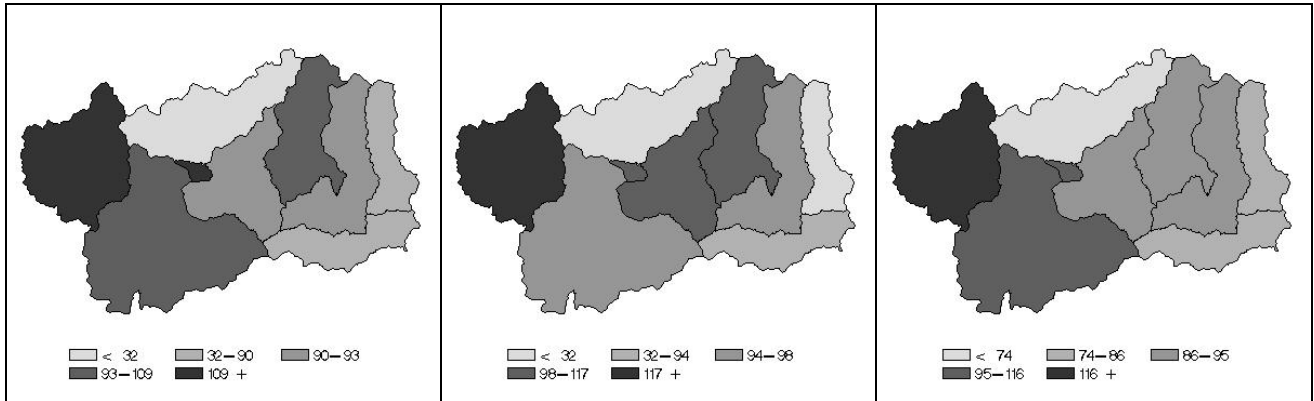 < 32 32-90 90-93
93-109 109 +
< 32 32-94 94-98
98-117 117 +
< 74 74-86 86-95
95-116 116 +